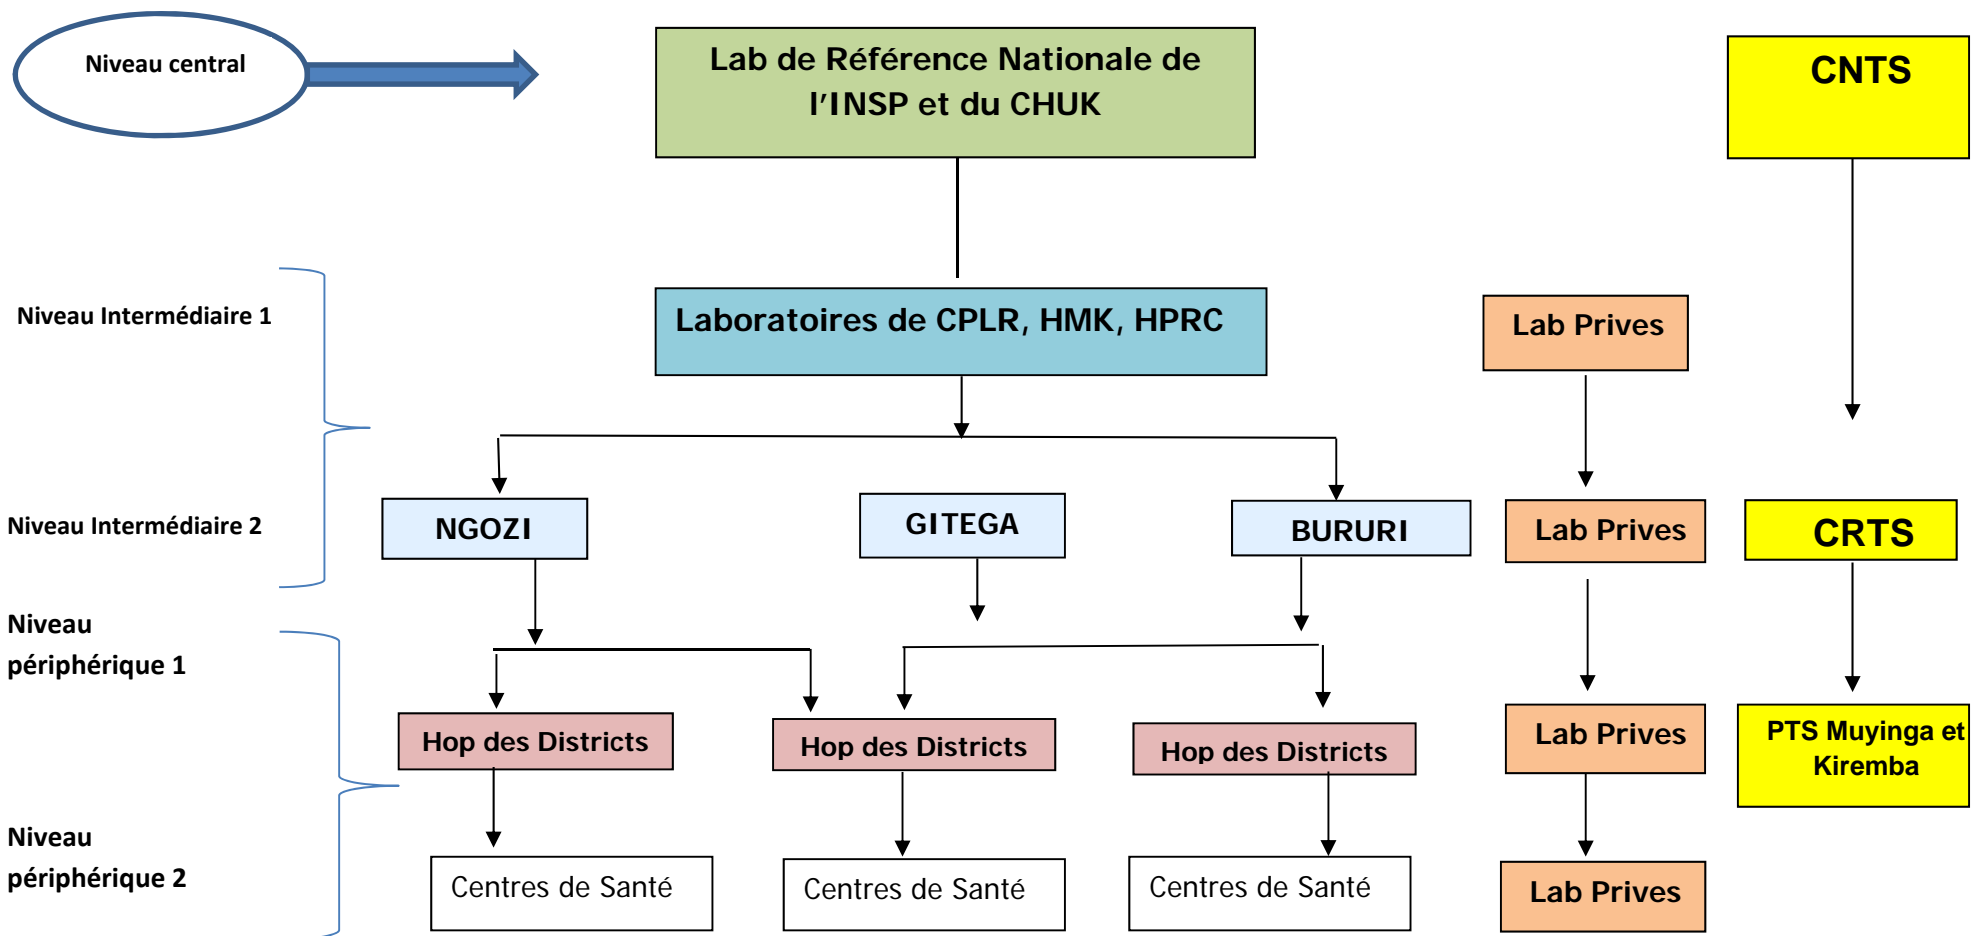 Niveau central
Lab de Référence Nationale de
l'INSP et du CHUK
CNTS
Niveau Intermédiaire 1
Laboratoires de CPLR, HMK, HPRC
Lab Prives
Niveau Intermédiaire 2
NGOZI
GITEGA
BURURI
Lab Prives
CRTS
Niveau
périphérique 1
Hop des Districts
Hop des Districts
Hop des Districts
Lab Prives
PTS Muyinga et
Kiremba
Niveau
périphérique 2
Centres de Santé
Centres de Santé
Centres de Santé
Lab Prives